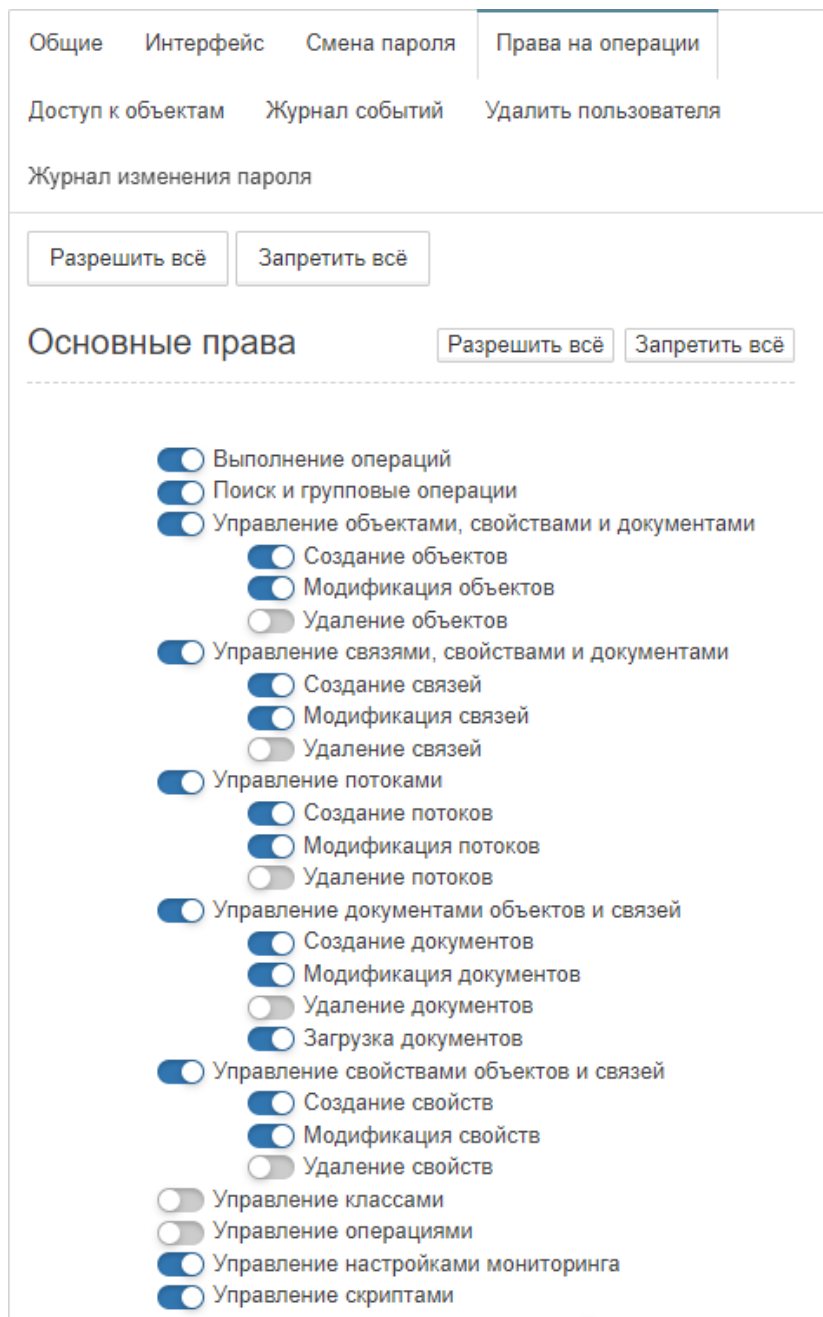 Общие Интерфейс Смена пароля Права на операции
Доступ к объектам Журнал событий Удалить пользователя
Журнал изменения пароля
Разрешить всё Запретить всё
Основные права Разрешить всё Запретить всё
Выполнение операций
Поиск и групповые операции
Управление объектами, свойствами и документами
Создание объектов
Модификация объектов
Удаление объектов
Управление связями, свойствами и документами
Создание связей
Модификация связей
Удаление связей
Управление потоками
Создание потоков
Модификация потоков
Удаление потоков
Управление документами объектов и связей
Создание документов
Модификация документов
Удаление документов
Загрузка документов
Управление свойствами объектов и связей
Создание свойств
Модификация свойств
Удаление свойств
Управление классами
Управление операциями
Управление настройками мониторинга
Управление скриптами